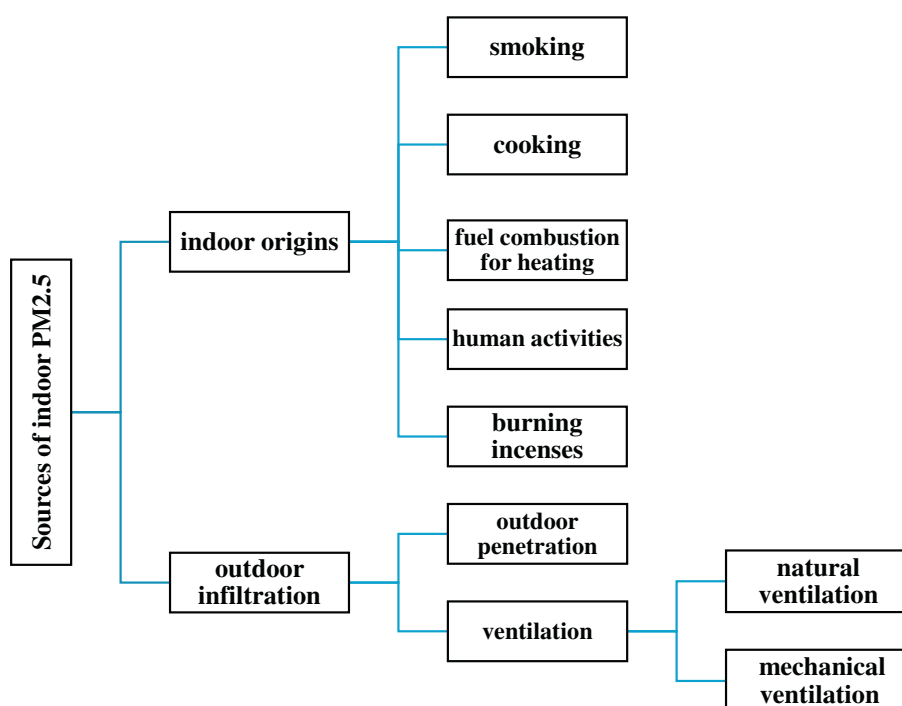 Sources of indoor PM2.5
indoor origins
smoking
cooking
fuel combustion
for heating
human activities
burning
incenses
outdoor
infiltration
outdoor
penetration
ventilation
natural
ventilation
mechanical
ventilation